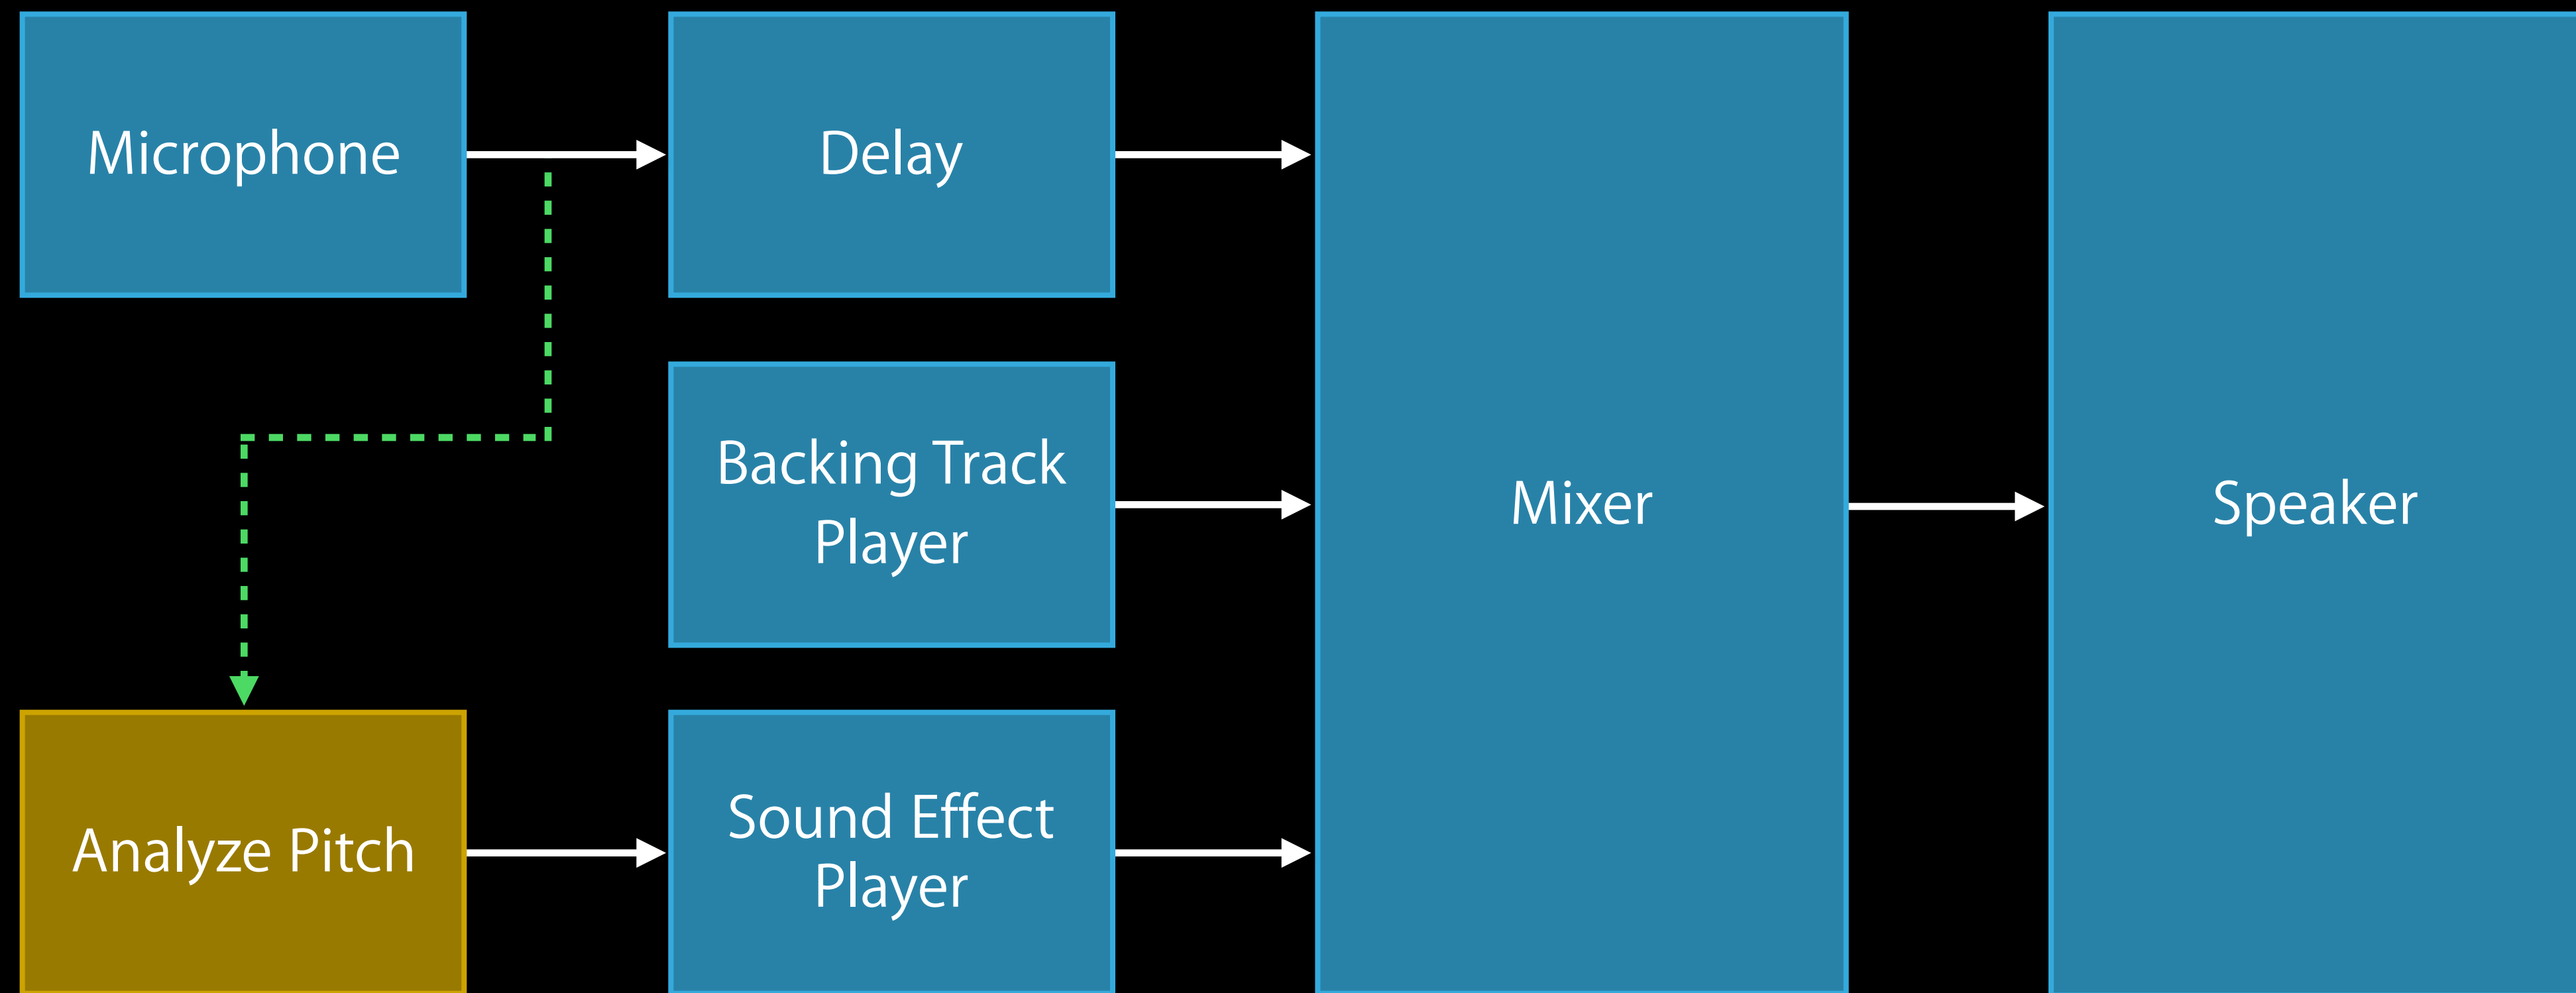 Microphone
Delay
Backing Track
Player
Mixer
Speaker
Analyze Pitch
Sound Effect
Player